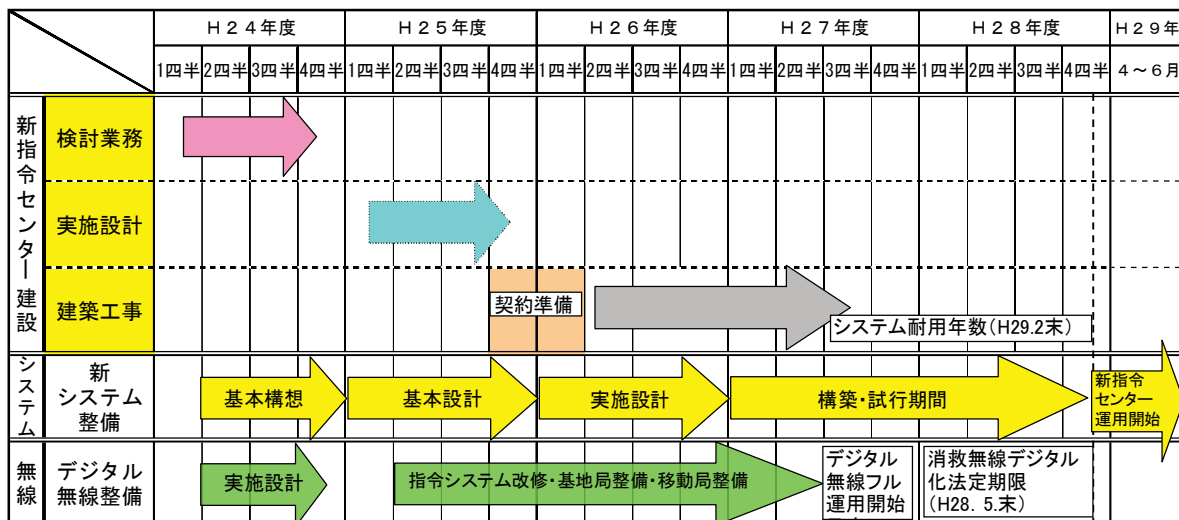 Ｈ２４年度 Ｈ２５年度 Ｈ２６年度 Ｈ２７年度 Ｈ２８年度 Ｈ２９年
1四半 2四半 3四半 4四半 1四半 2四半 3四半 4四半 1四半 2四半 3四半 4四半 1四半 2四半 3四半 4四半 1四半 2四半 3四半 4四半 ４～６月
新指令センター建設
検討業務
実施設計
建築工事
契約準備
システム耐用年数(H29.2末)
システム
新
システム
整備
基本構想
基本設計
実施設計
構築・試行期間
新指令
センター
運用開始
無線
デジタル
無線整備
実施設計
指令システム改修・基地局整備・移動局整備
デジタル
無線フル
運用開始
消救無線デジタル
化法定期限
(H28. 5.末)